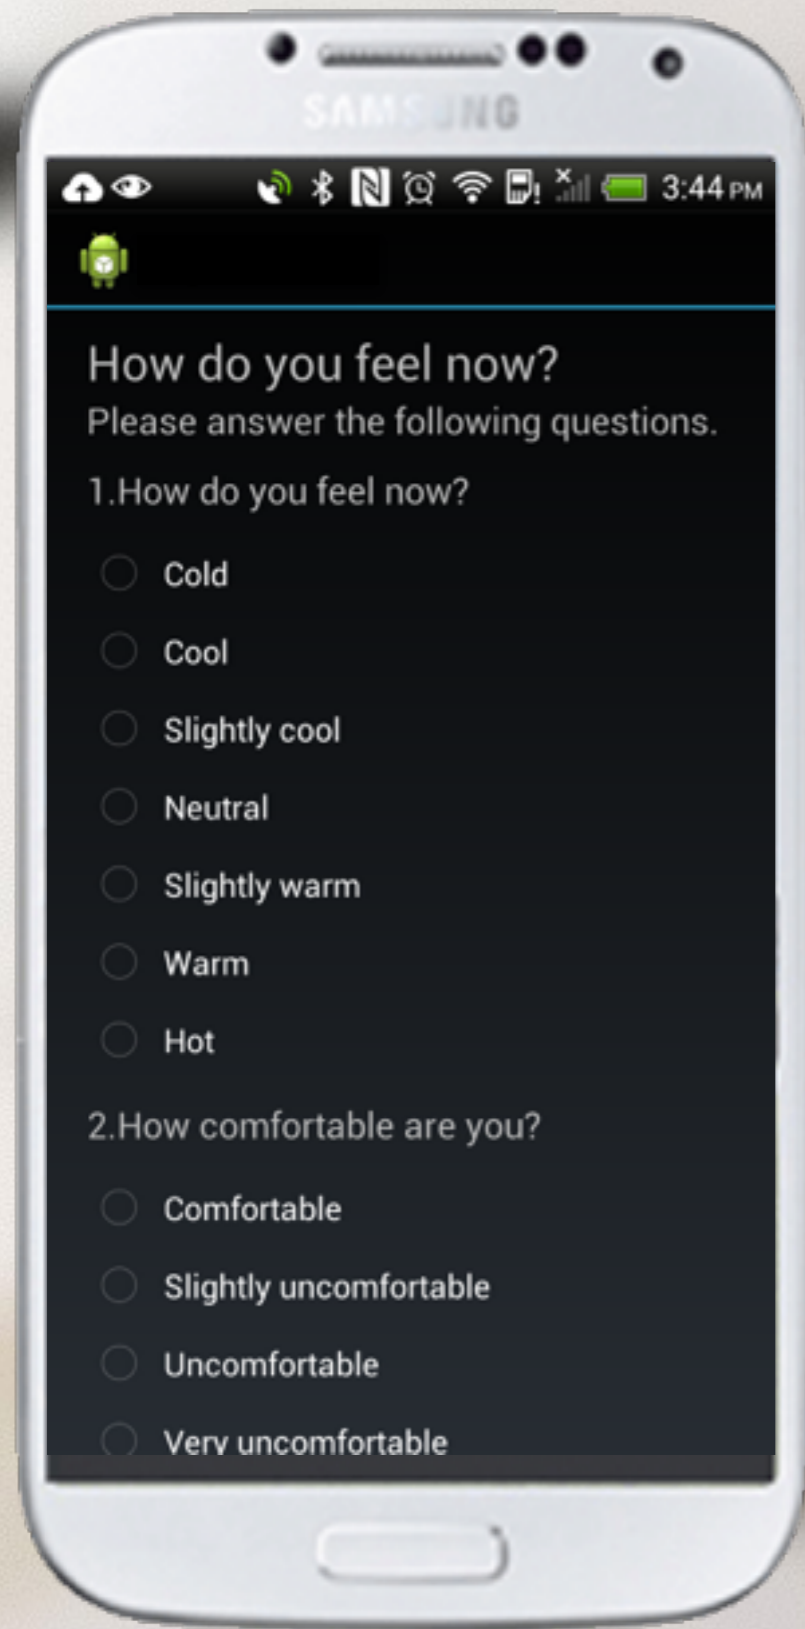 SAMSUNG
3:44 PM
How do you feel now?
Please answer the following questions.
1.How do you feel now?
Cold
Cool
Slightly cool
Neutral
Slightly warm
Warm
Hot
2.How comfortable are you?
Comfortable
Slightly uncomfortable
Uncomfortable
Very uncomfortable